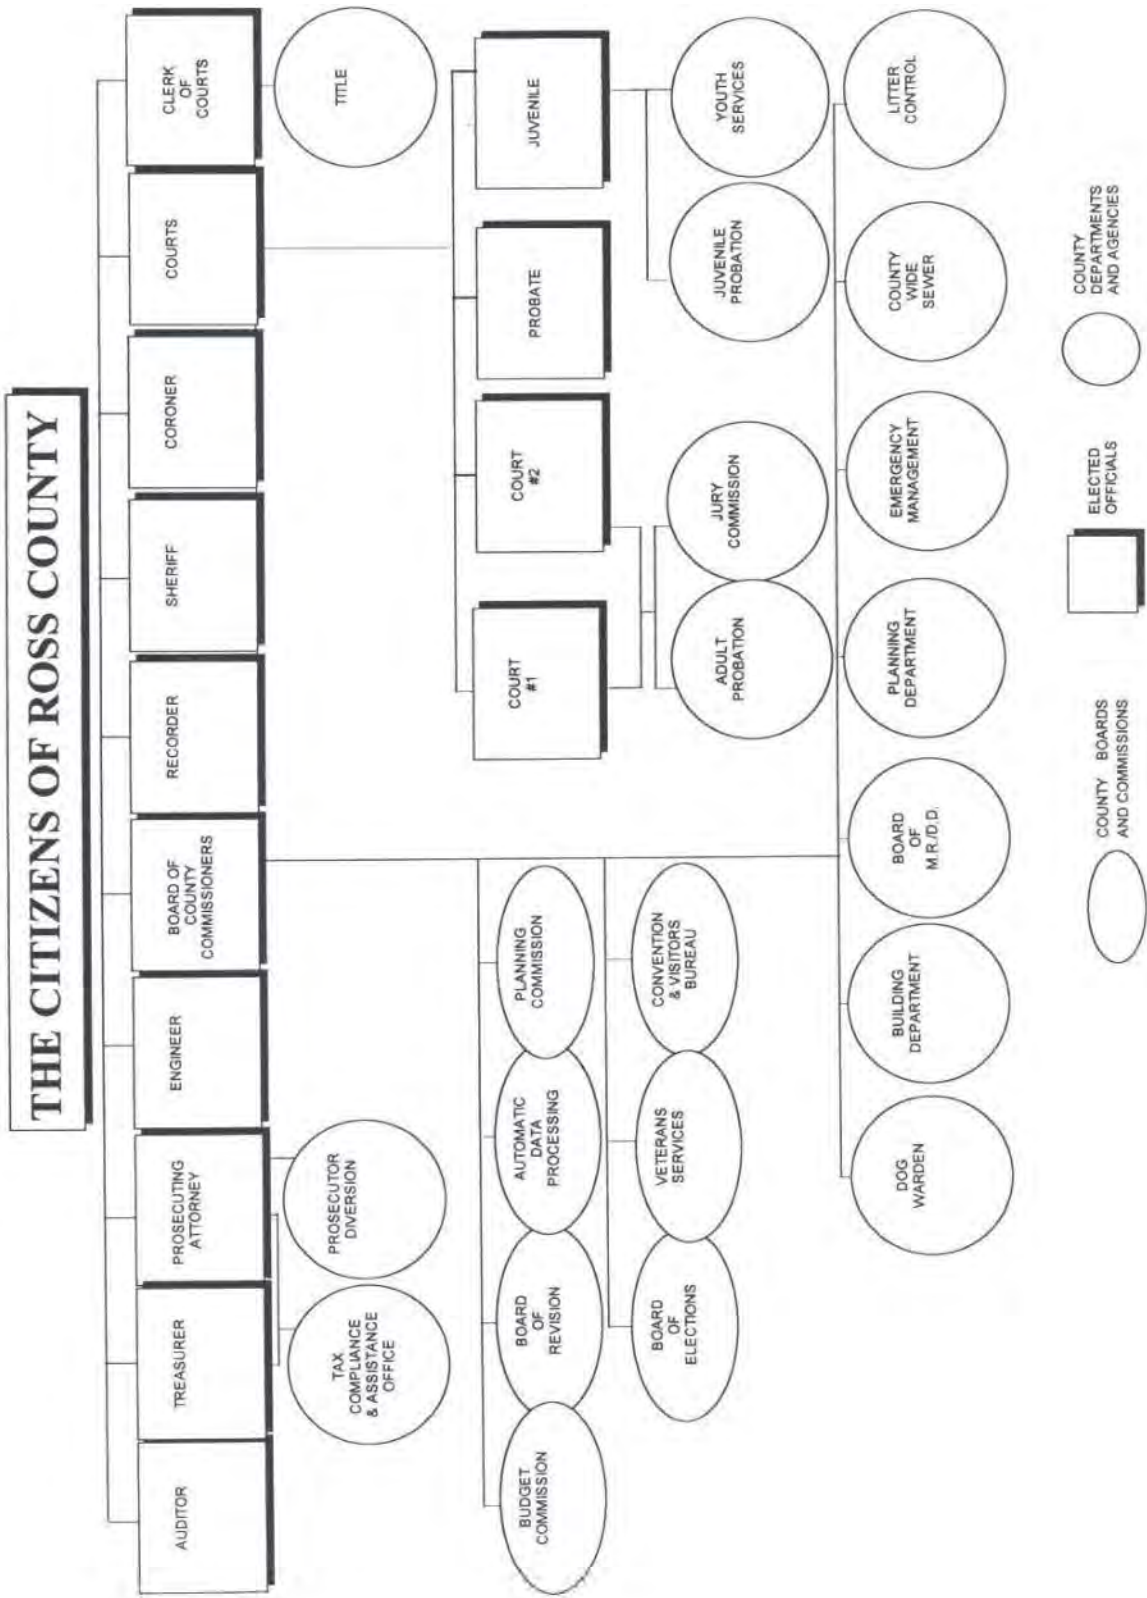 THE CITIZENS OF ROSS COUNTY
AUDITOR
TREASURER
PROSECUTING
ATTORNEY
ENGINEER
BOARD OF
COUNTY
COMMISSIONERS
RECORDER
SHERIFF
CORONER
COURTS
CLERK
OF
COURTS
TAX
COMPLIANCE
& ASSISTANCE
OFFICE
PROSECUTOR
DIVERSION
TITLE
BUDGET
COMMISSION
BOARD
OF
REVISION
AUTOMATIC
DATA
PROCESSING
PLANNING
COMMISSION
COURT
#1
COURT
#2
PROBATE
JUVENILE
BOARD
OF
ELECTIONS
VETERANS
SERVICES
CONVENTION
& VISITORS
BUREAU
ADULT
PROBATION
JURY
COMMISSION
JUVENILE
PROBATION
YOUTH
SERVICES
DOG
WARDEN
BUILDING
DEPARTMENT
BOARD
OF
M.R./D.D.
PLANNING
DEPARTMENT
EMERGENCY
MANAGEMENT
COUNTY
WIDE
SEWER
LITTER
CONTROL
COUNTY BOARDS
AND COMMISSIONS
ELECTED
OFFICIALS
COUNTY
DEPARTMENTS
AND AGENCIES